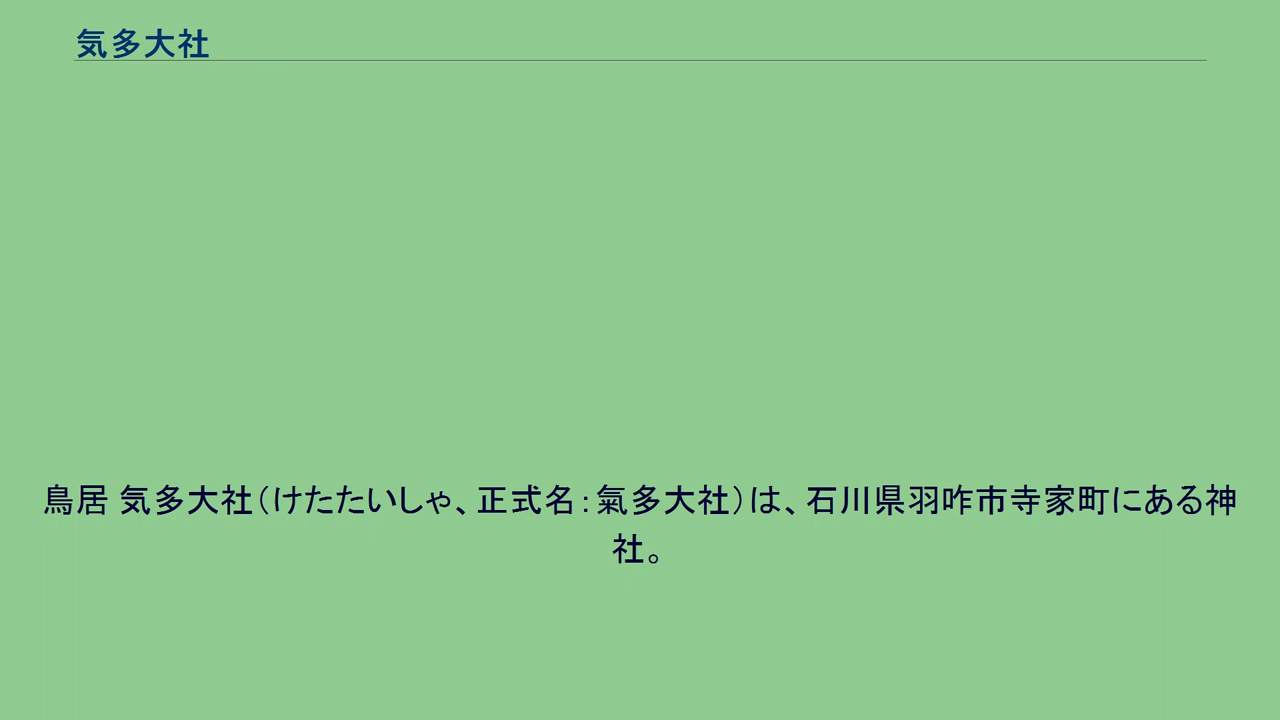 気多大社
鳥居 気多大社（けたたいしゃ、正式名：氣多大社）は、石川県羽咋市寺家町にある神
社。